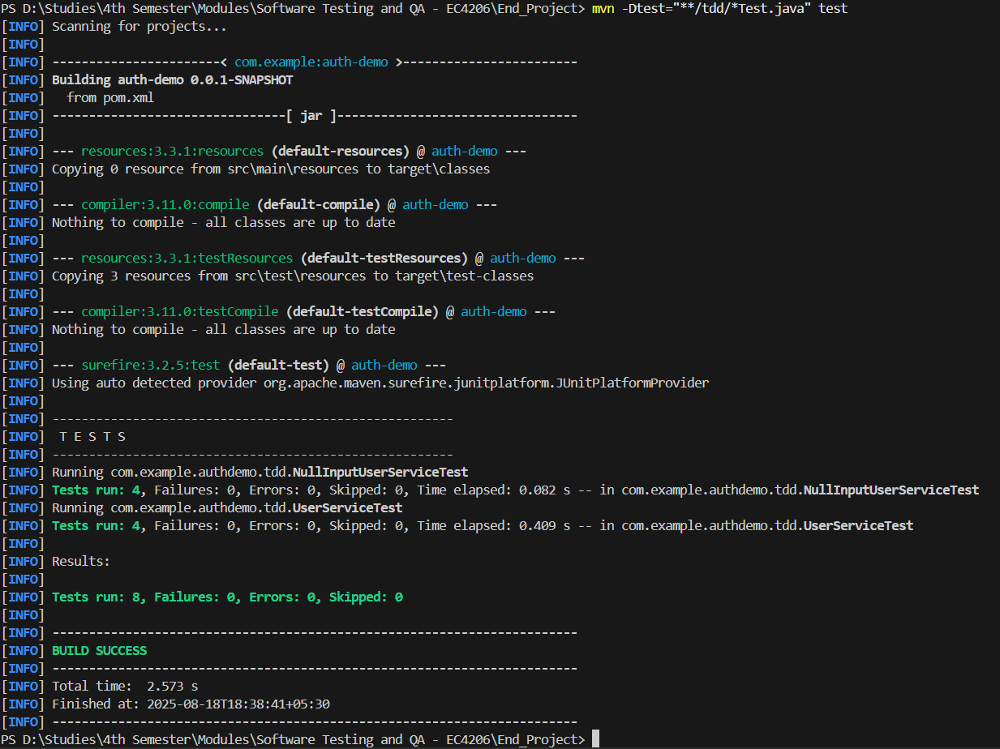 PS D:\Studies\4th Semester\Modules\Software Testing and QA - EC4206\End_Project> mvn -Dtest="**/tdd/*Test.java" test
[INFO] Scanning for projects...
[INFO]
[INFO] -----------------------< com.example:auth-demo >------------------------
[INFO] Building auth-demo 0.0.1-SNAPSHOT
[INFO]   from pom.xml
[INFO] --------------------------------[ jar ]---------------------------------
[INFO]
[INFO] --- resources:3.3.1:resources (default-resources) @ auth-demo ---
[INFO] Copying 0 resource from src\main\resources to target\classes
[INFO]
[INFO] --- compiler:3.11.0:compile (default-compile) @ auth-demo ---
[INFO] Nothing to compile - all classes are up to date
[INFO]
[INFO] --- resources:3.3.1:testResources (default-testResources) @ auth-demo ---
[INFO] Copying 3 resources from src\test\resources to target\test-classes
[INFO]
[INFO] --- compiler:3.11.0:testCompile (default-testCompile) @ auth-demo ---
[INFO] Nothing to compile - all classes are up to date
[INFO]
[INFO] --- surefire:3.2.5:test (default-test) @ auth-demo ---
[INFO] Using auto detected provider org.apache.maven.surefire.junitplatform.JUnitPlatformProvider
[INFO]
[INFO] -------------------------------------------------------
[INFO]  T E S T S
[INFO] -------------------------------------------------------
[INFO] Running com.example.authdemo.tdd.NullInputUserServiceTest
[INFO] Tests run: 4, Failures: 0, Errors: 0, Skipped: 0, Time elapsed: 0.082 s -- in com.example.authdemo.tdd.NullInputUserServiceTest
[INFO] Running com.example.authdemo.tdd.UserServiceTest
[INFO] Tests run: 4, Failures: 0, Errors: 0, Skipped: 0, Time elapsed: 0.409 s -- in com.example.authdemo.tdd.UserServiceTest
[INFO]
[INFO] Results:
[INFO]
[INFO] Tests run: 8, Failures: 0, Errors: 0, Skipped: 0
[INFO]
[INFO] ------------------------------------------------------------------------
[INFO] BUILD SUCCESS
[INFO] ------------------------------------------------------------------------
[INFO] Total time:  2.573 s
[INFO] Finished at: 2025-08-18T18:38:41+05:30
[INFO] ------------------------------------------------------------------------
PS D:\Studies\4th Semester\Modules\Software Testing and QA - EC4206\End_Project>